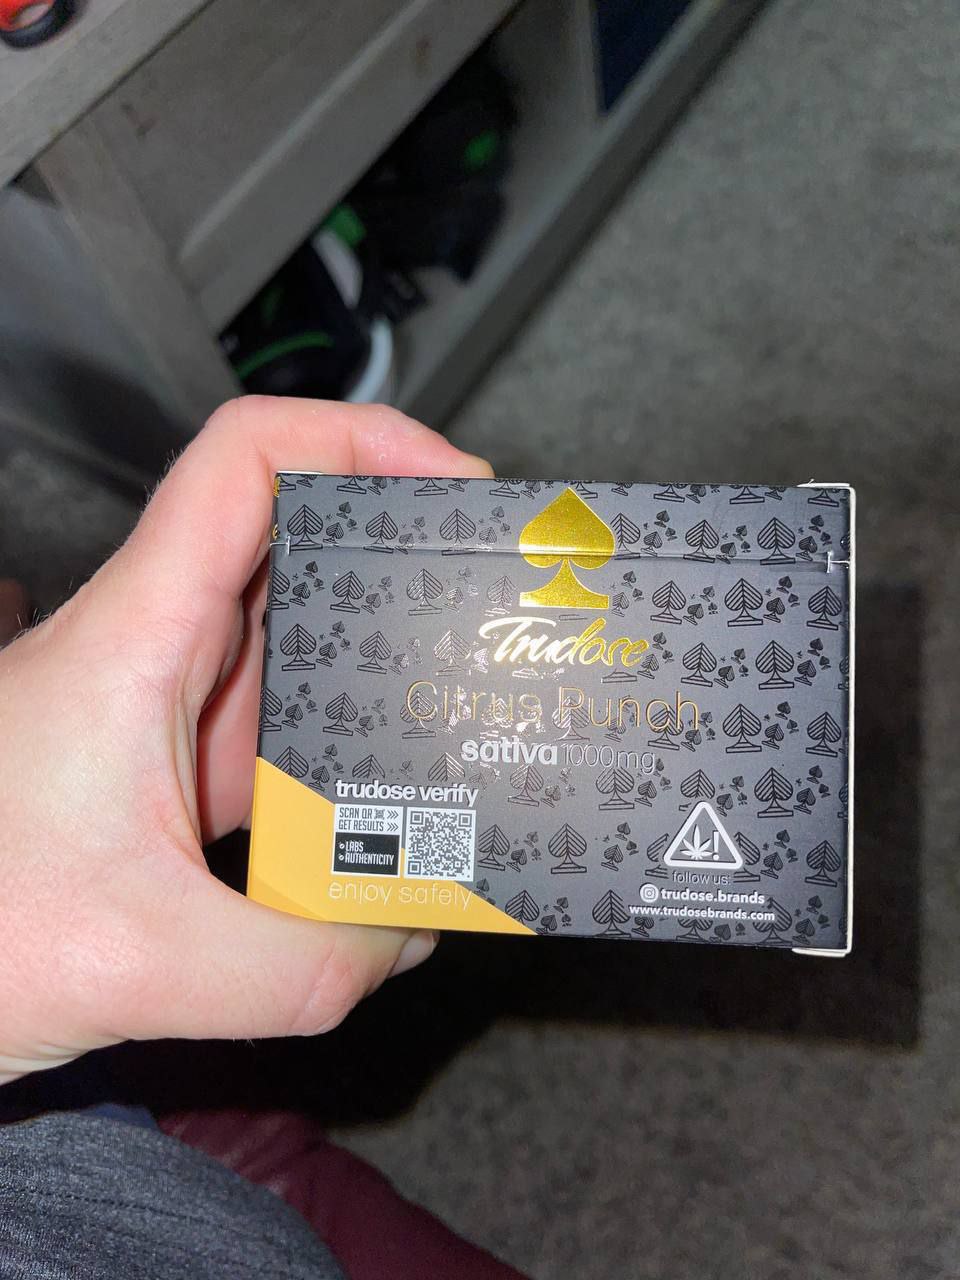 Trudose
Citrus Punch
sativa 1000mg
trudose verify
SCAN QR >>>
GET RESULTS >>>
LABS
AUTHENTICITY
enjoy safely
!
follow us:
trudose.brands
www.trudosebrands.com